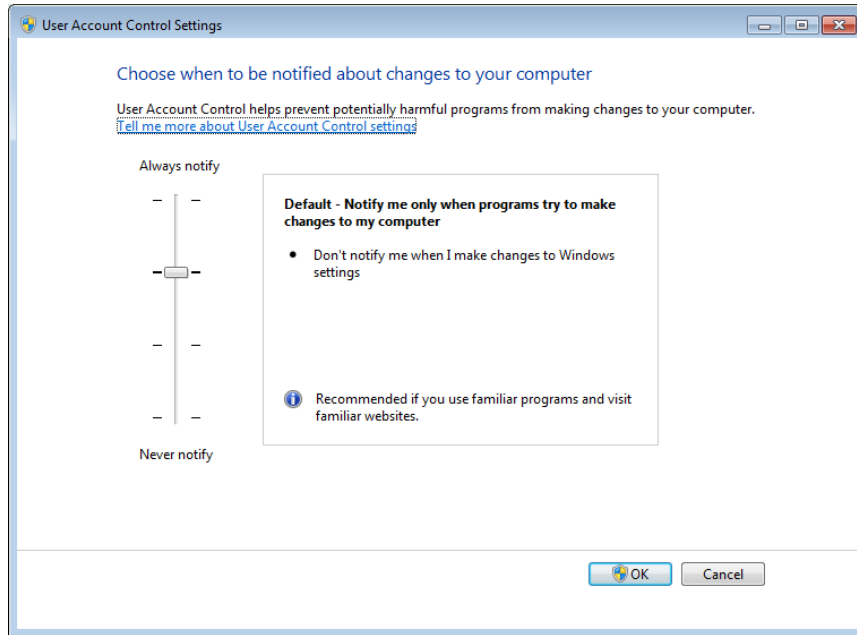 User Account Control Settings
Choose when to be notified about changes to your computer
User Account Control helps prevent potentially harmful programs from making changes to your computer.
Tell me more about User Account Control settings
Always notify
Default - Notify me only when programs try to make
changes to my computer
• Don't notify me when I make changes to Windows
settings
Recommended if you use familiar programs and visit
familiar websites.
Never notify
OK Cancel